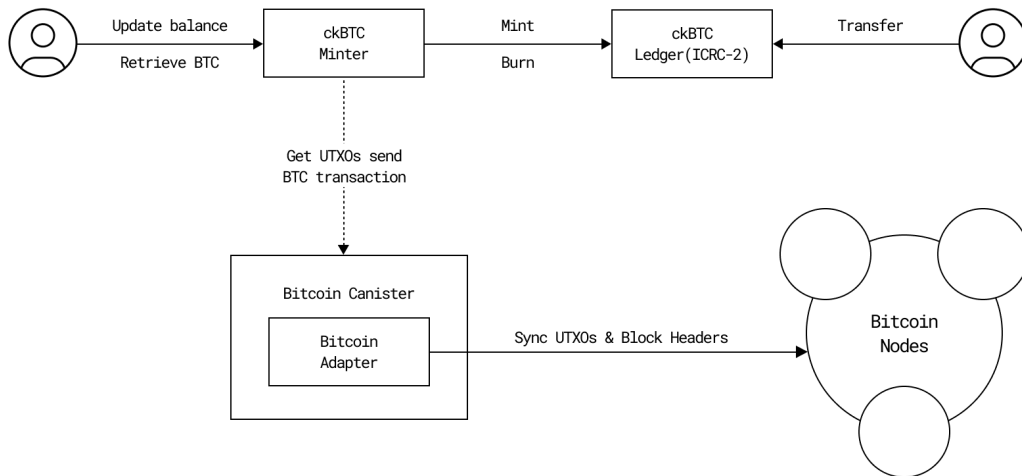 Update balance
Retrieve BTC
ckBTC
Minter
Mint
Burn
ckBTC
Ledger(ICRC-2)
Transfer
Get UTXOs send
BTC transaction
Bitcoin Canister
Bitcoin
Adapter
Sync UTXOs & Block Headers
Bitcoin
Nodes